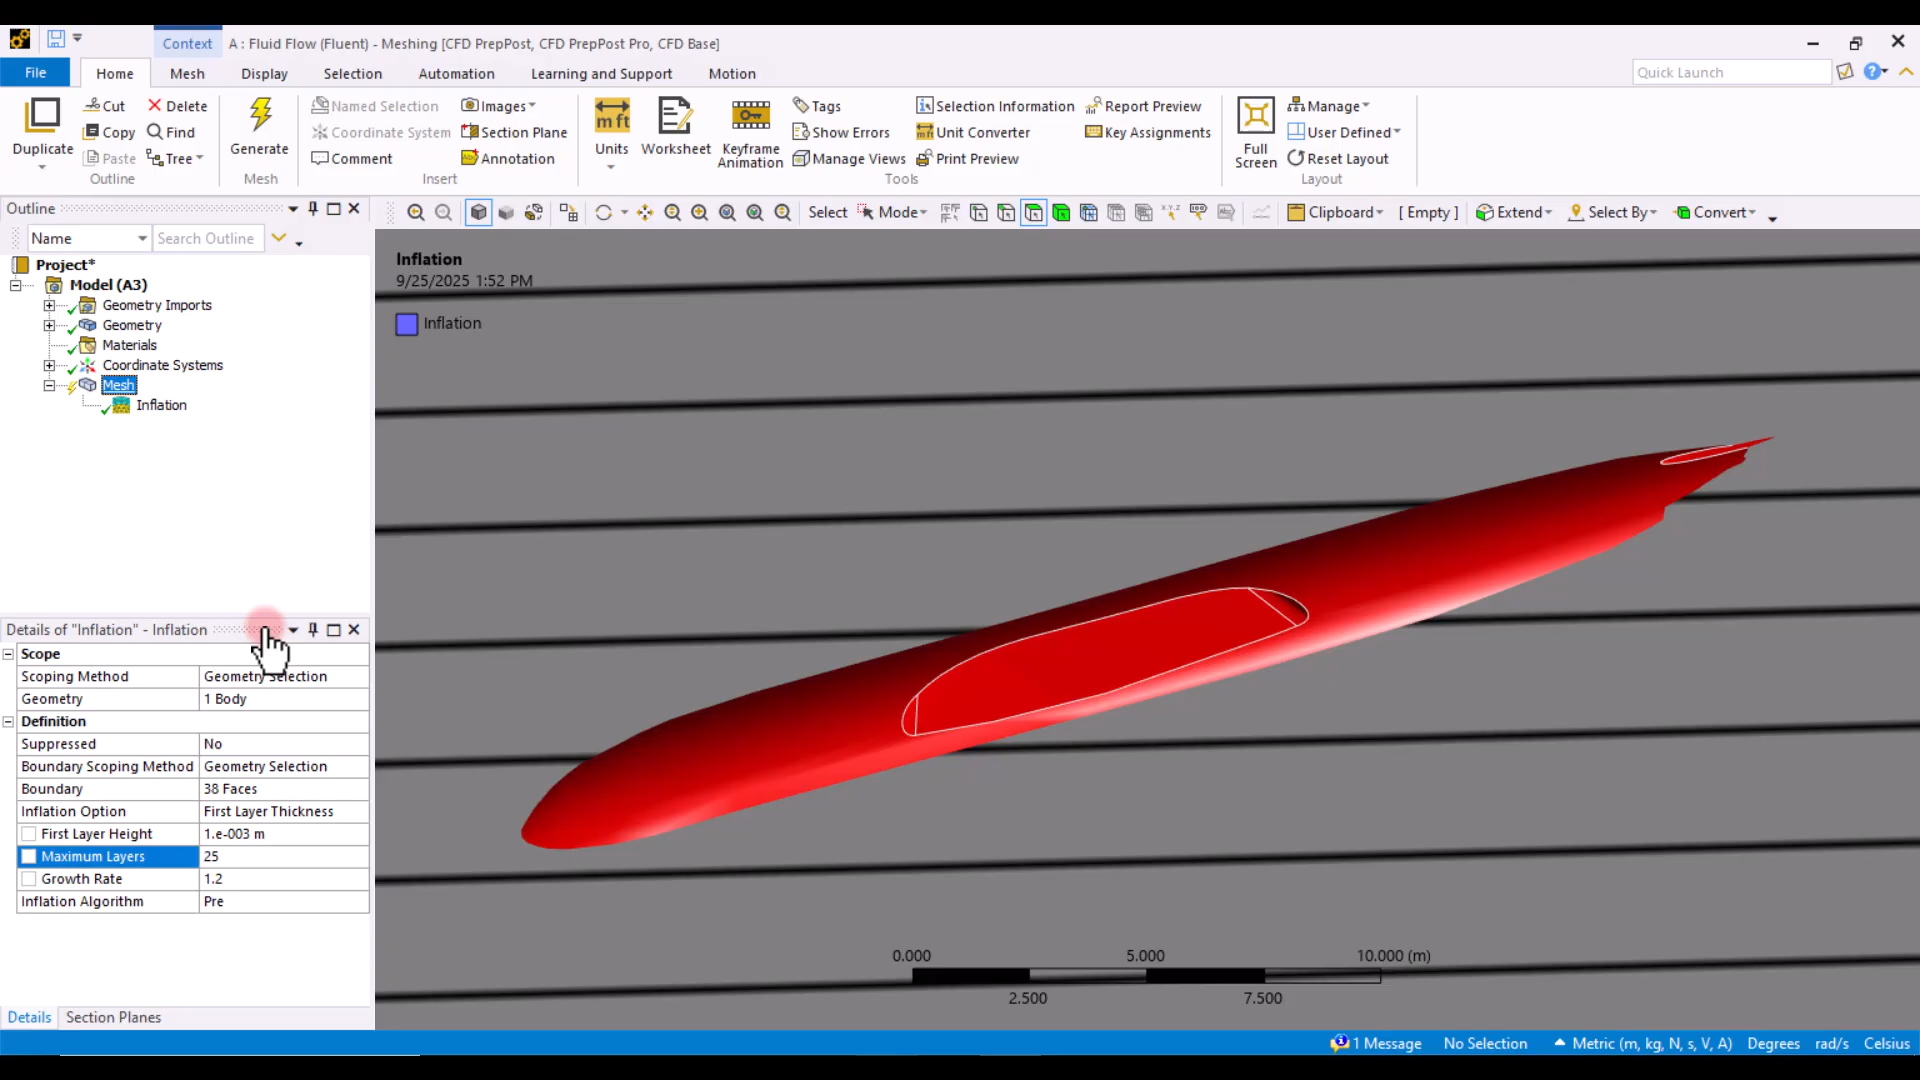 Context
A : Fluid Flow (Fluent) - Meshing [CFD PrepPost, CFD PrepPost Pro, CFD Base]
File
Home
Mesh
Display
Selection
Automation
Learning and Support
Motion
Quick Launch
Duplicate
Cut
Copy
Paste
Delete
Find
Tree
Outline
Generate
Mesh
Named Selection
Coordinate System
Comment
Images
Section Plane
Annotation
Insert
Units
Worksheet
Keyframe
Animation
Tags
Show Errors
Manage Views
Selection Information
Unit Converter
Print Preview
Report Preview
Key Assignments
Tools
Full
Screen
Manage
User Defined
Reset Layout
Layout
Outline
Select
Mode
Clipboard
[ Empty ]
Extend
Select By
Convert
Name
Search Outline
Project*
Model (A3)
Geometry Imports
Geometry
Materials
Coordinate Systems
Mesh
Inflation
Inflation
9/25/2025 1:52 PM
Inflation
Details of "Inflation" - Inflation
Scope
Scoping Method Geometry Selection
Geometry 1 Body
Definition
Suppressed No
Boundary Scoping Method Geometry Selection
Boundary 38 Faces
Inflation Option First Layer Thickness
First Layer Height 1.e-003 m
Maximum Layers 25
Growth Rate 1.2
Inflation Algorithm Pre
0.000 5.000 10.000 (m)
2.500 7.500
Details
Section Planes
1 Message
No Selection
Metric (m, kg, N, s, V, A)
Degrees
rad/s
Celsius